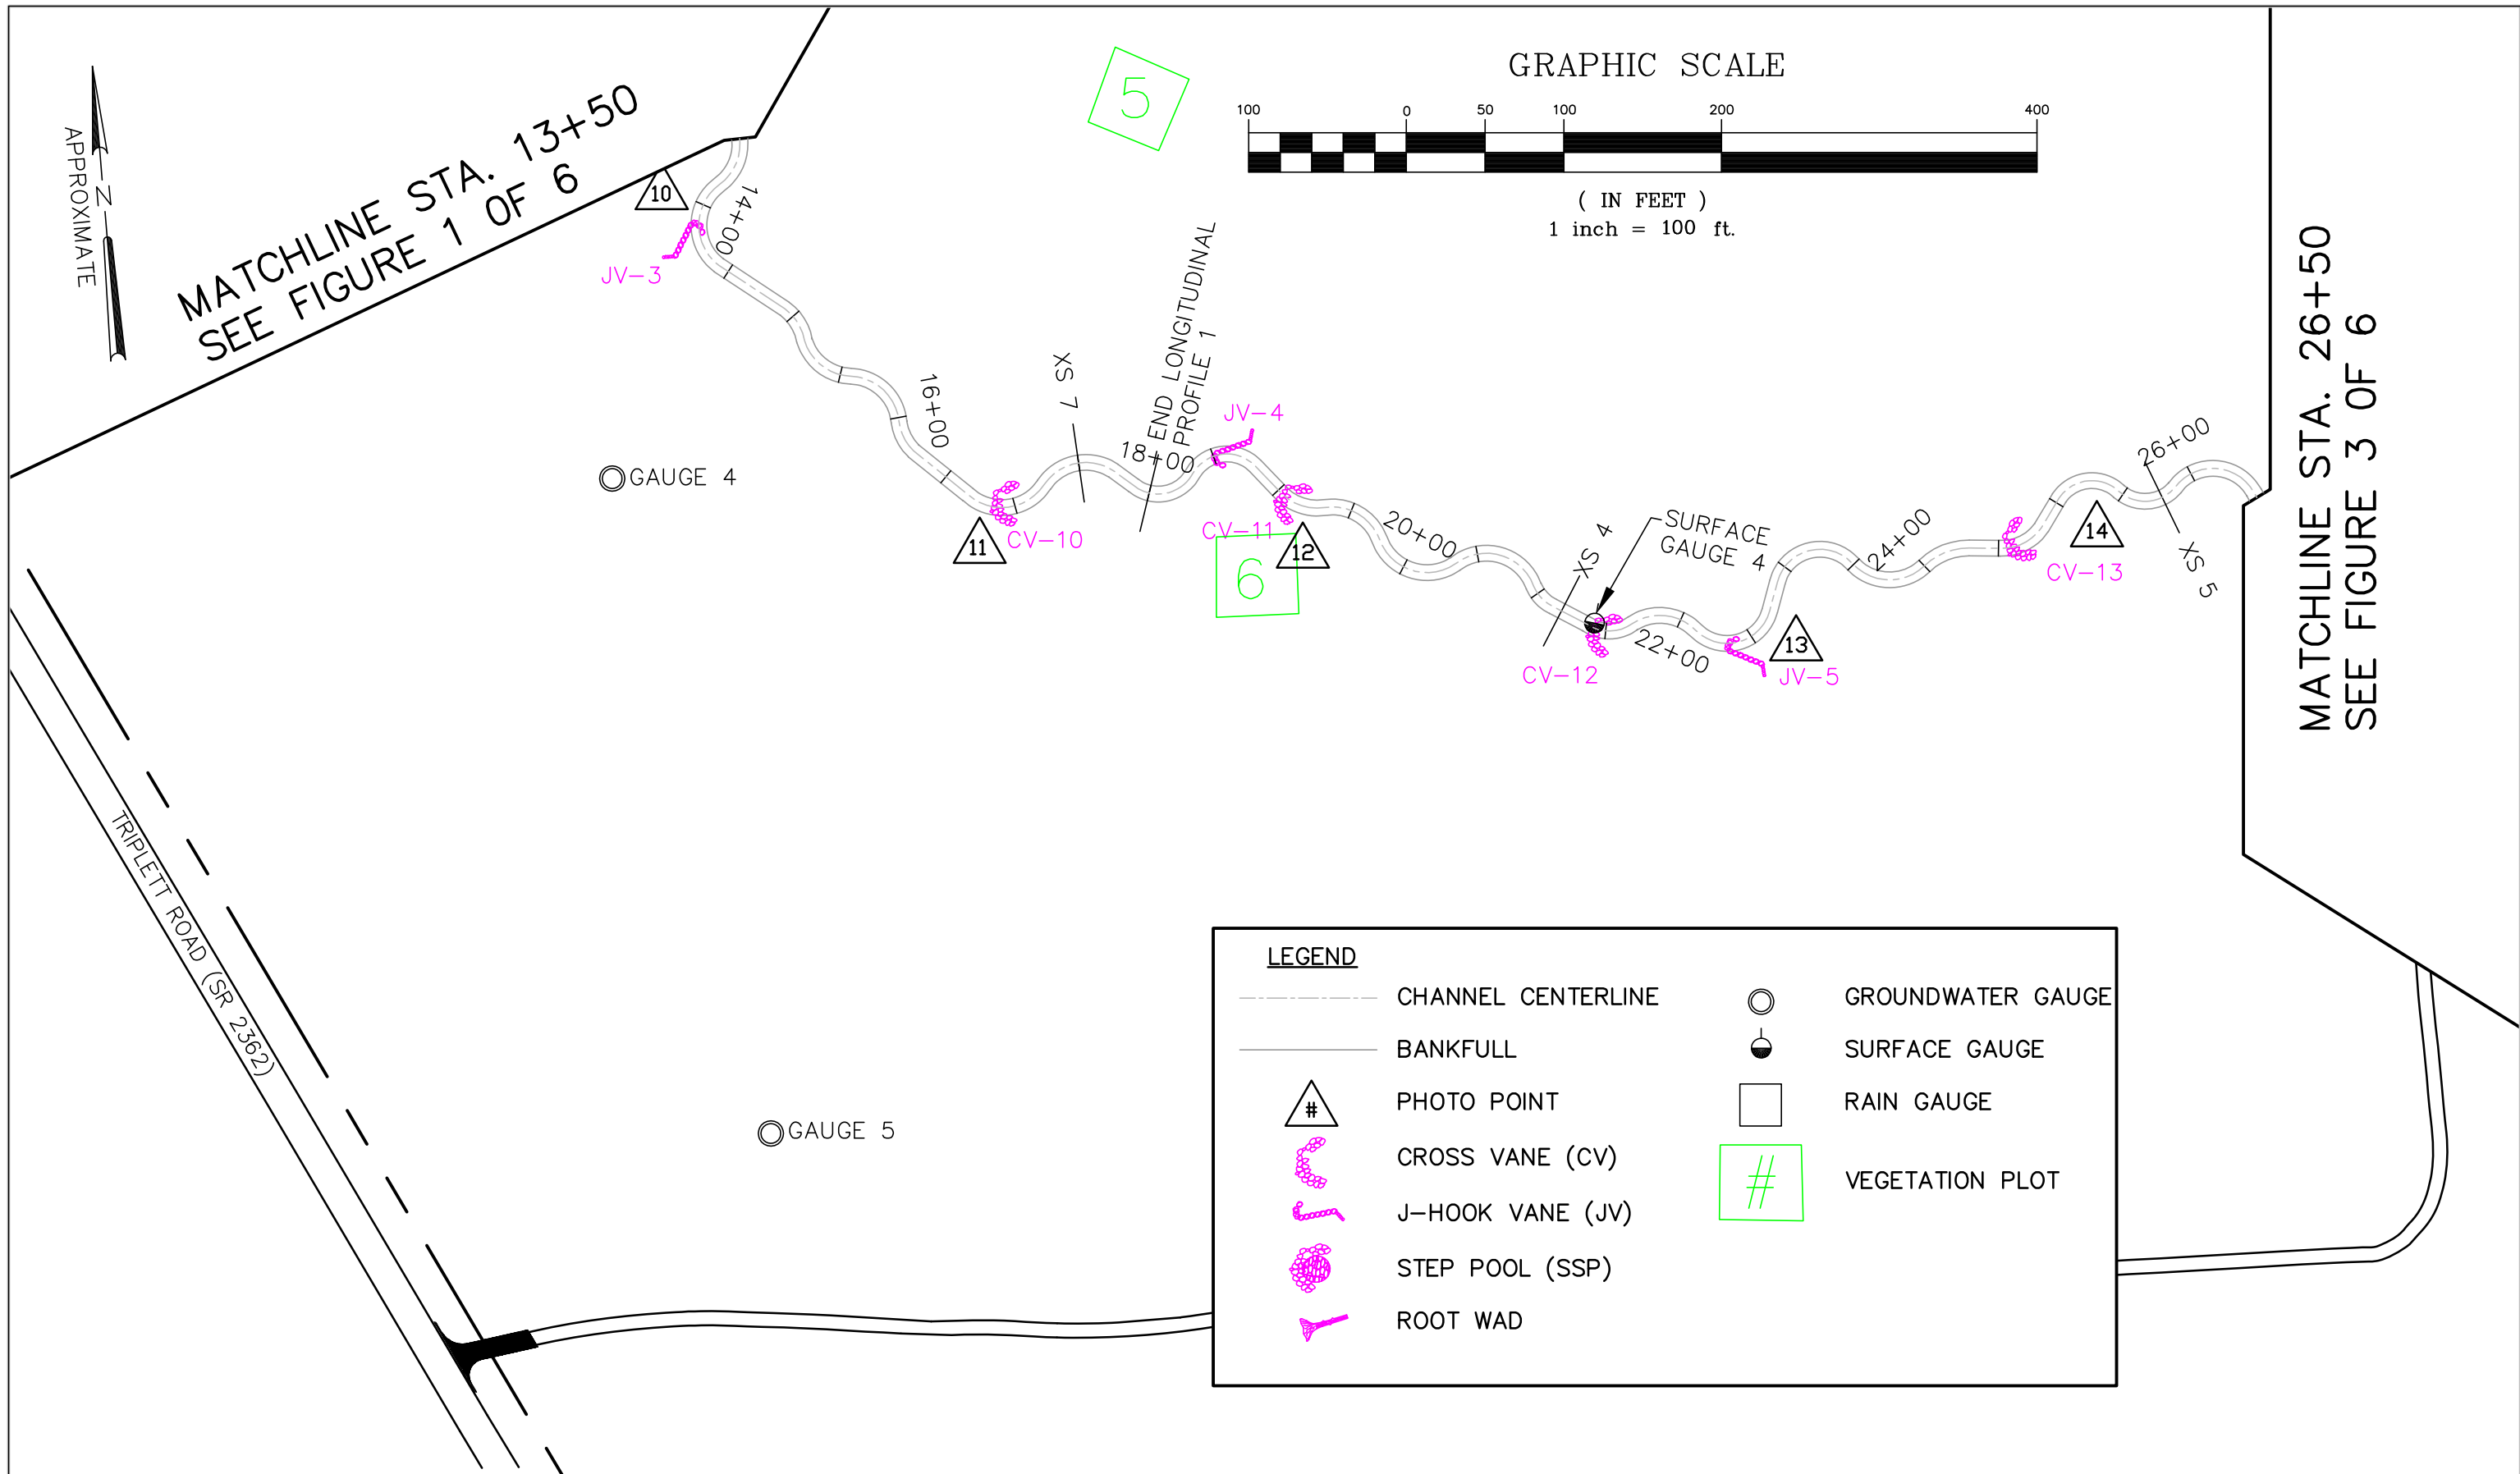 GRAPHIC SCALE
100 0 50 100 200 400
( IN FEET )
1 inch = 100 ft.
N
APPROXIMATE
MATCHLINE STA. 13+50
SEE FIGURE 1 OF 6
5
10
14+00
JV-3
16+00
XS 7
END LONGITUDINAL
PROFILE 1
18+00
JV-4
GAUGE 4
11
CV-10
CV-11
12
6
20+00
XS 4
SURFACE
GAUGE 4
CV-12
22+00
13
JV-5
24+00
CV-13
14
26+00
XS 5
MATCHLINE STA. 26+50
SEE FIGURE 3 OF 6
TRIPLETT ROAD (SR 2362)
GAUGE 5
LEGEND
CHANNEL CENTERLINE
BANKFULL
# PHOTO POINT
CROSS VANE (CV)
J-HOOK VANE (JV)
STEP POOL (SSP)
ROOT WAD
GROUNDWATER GAUGE
SURFACE GAUGE
RAIN GAUGE
# VEGETATION PLOT